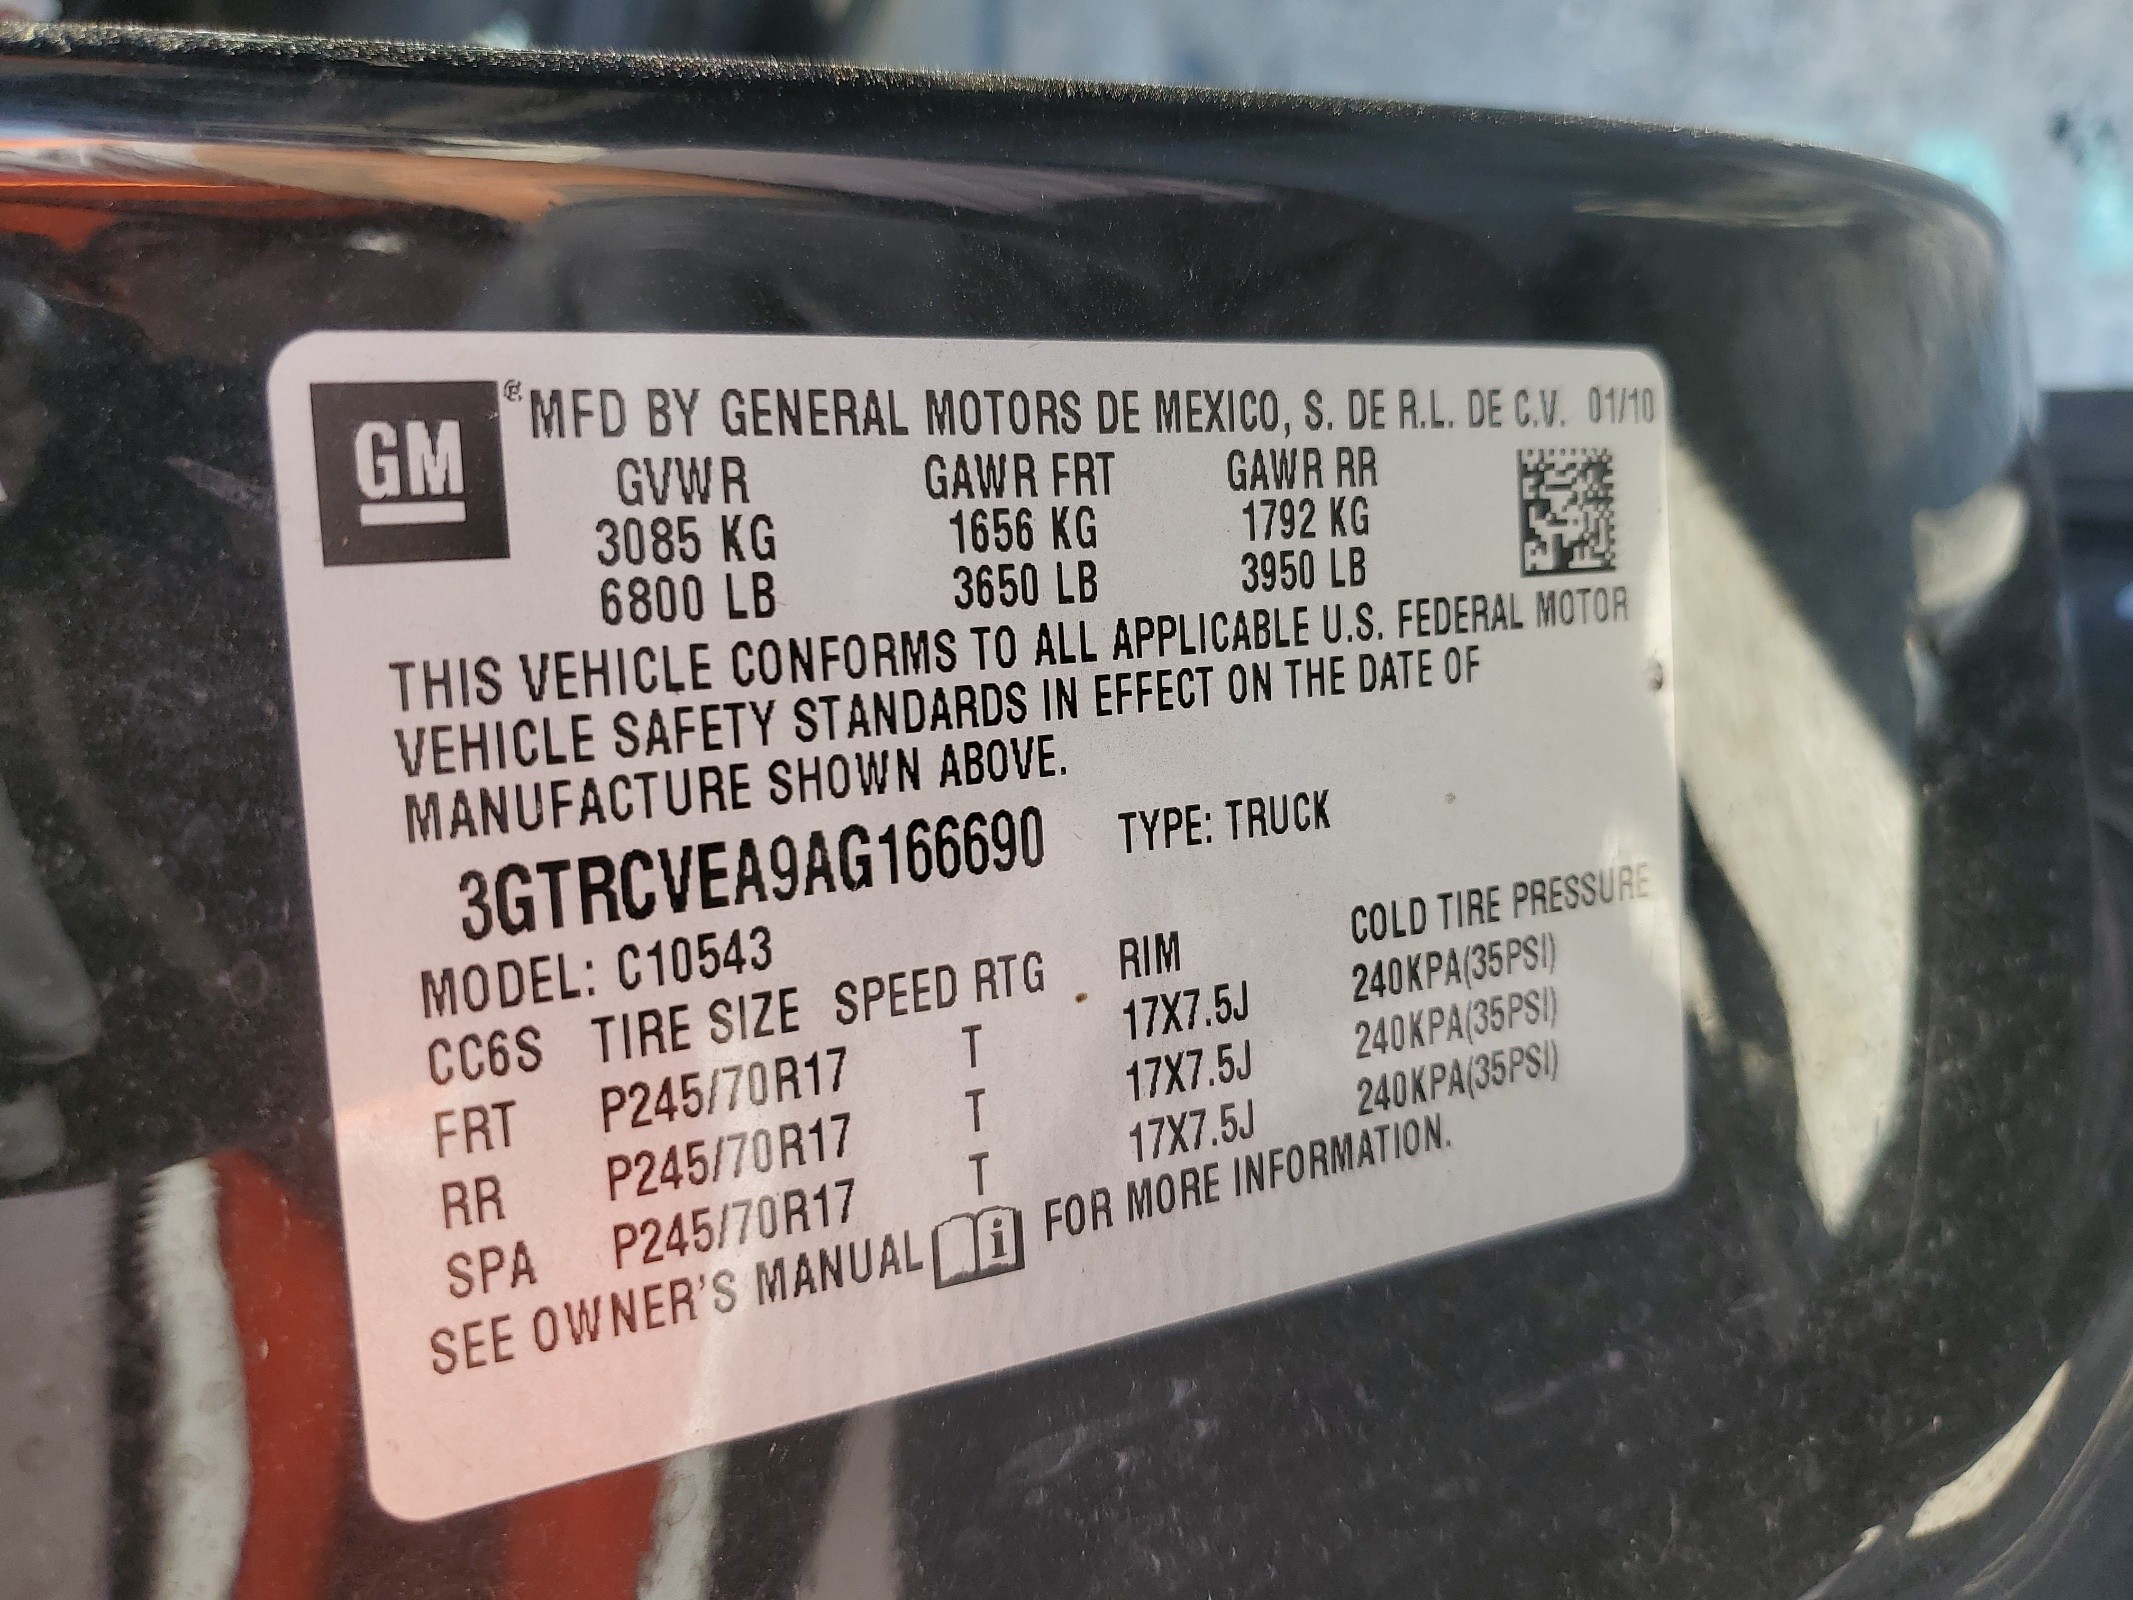 GM ® MFD BY GENERAL MOTORS DE MEXICO, S. DE R.L. DE C.V. 01/10
GVWR GAWR FRT GAWR RR
3085 KG 1656 KG 1792 KG
6800 LB 3650 LB 3950 LB
THIS VEHICLE CONFORMS TO ALL APPLICABLE U.S. FEDERAL MOTOR
VEHICLE SAFETY STANDARDS IN EFFECT ON THE DATE OF
MANUFACTURE SHOWN ABOVE.
3GTRCVEA9AG166690 TYPE: TRUCK
MODEL: C10543
CC6S TIRE SIZE SPEED RTG RIM COLD TIRE PRESSURE
FRT P245/70R17 T 17X7.5J 240KPA(35PSI)
RR P245/70R17 T 17X7.5J 240KPA(35PSI)
SPA P245/70R17 T 17X7.5J 240KPA(35PSI)
SEE OWNER'S MANUAL i FOR MORE INFORMATION.